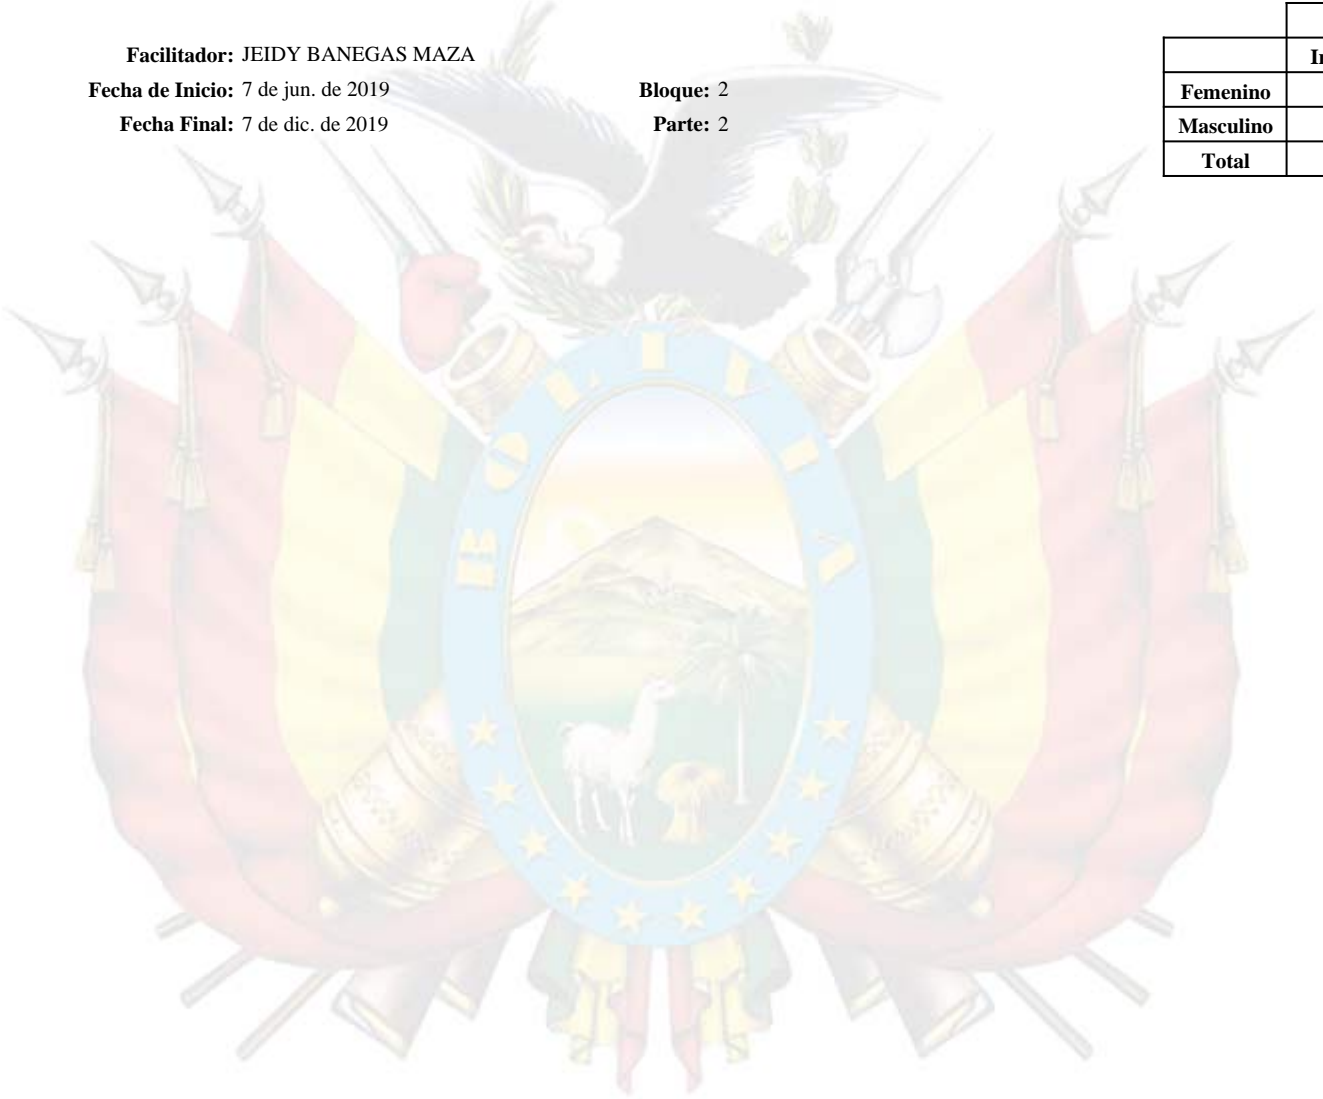 Facilitador: JEIDY BANEGAS MAZA
Fecha de Inicio: 7 de jun. de 2019 Bloque: 2
Fecha Final: 7 de dic. de 2019 Parte: 2
Femenino
Masculino
Total
BOLIVIA